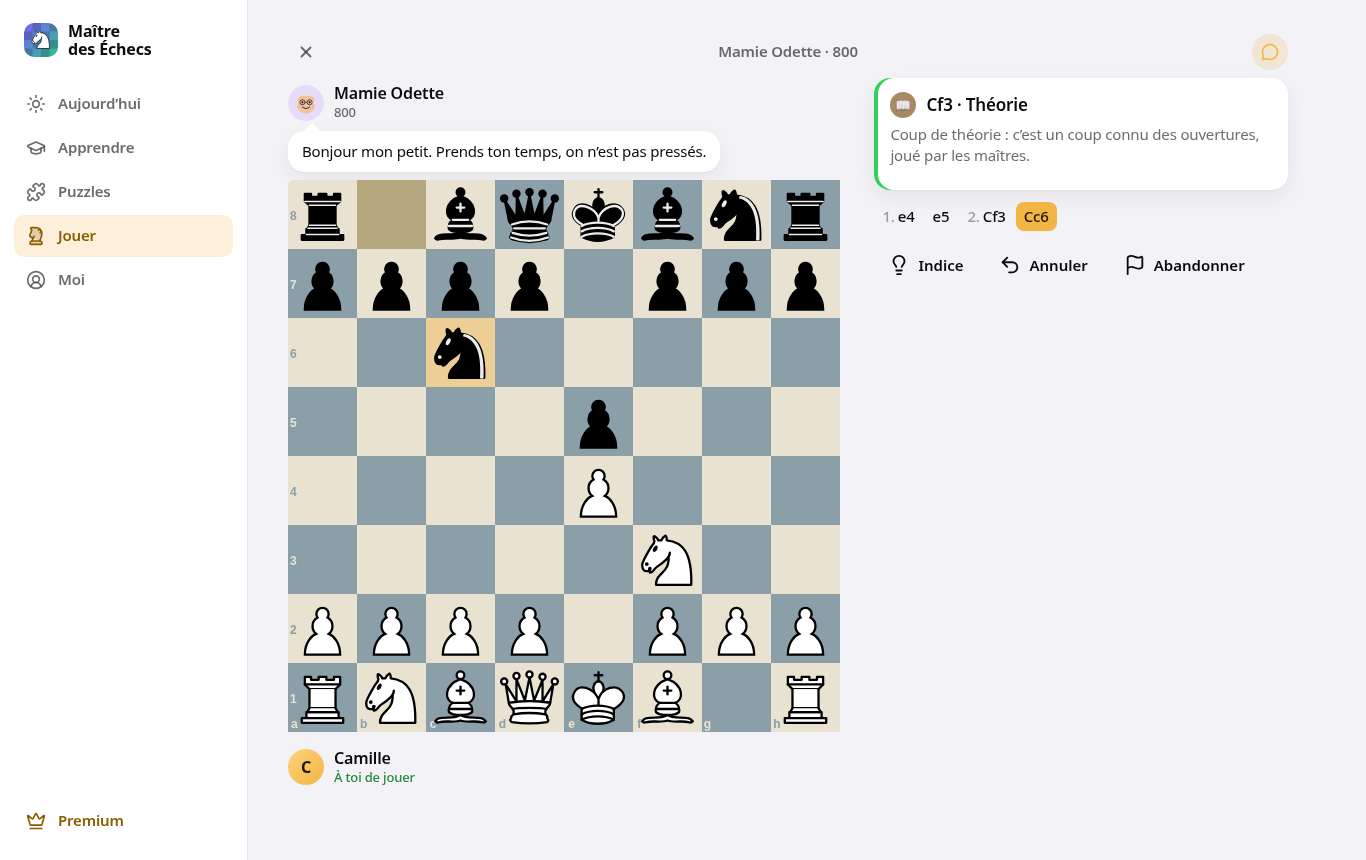 Maître
des Échecs
Aujourd’hui
Apprendre
Puzzles
Jouer
Moi
Premium
Mamie Odette · 800
Mamie Odette
800
Bonjour mon petit. Prends ton temps, on n’est pas pressés.
8
7
6
5
4
3
2
1
a b c d e f g h
Camille
C
À toi de jouer
Cf3 · Théorie
Coup de théorie : c’est un coup connu des ouvertures,
joué par les maîtres.
1. e4 e5 2. Cf3 Cc6
Indice Annuler Abandonner